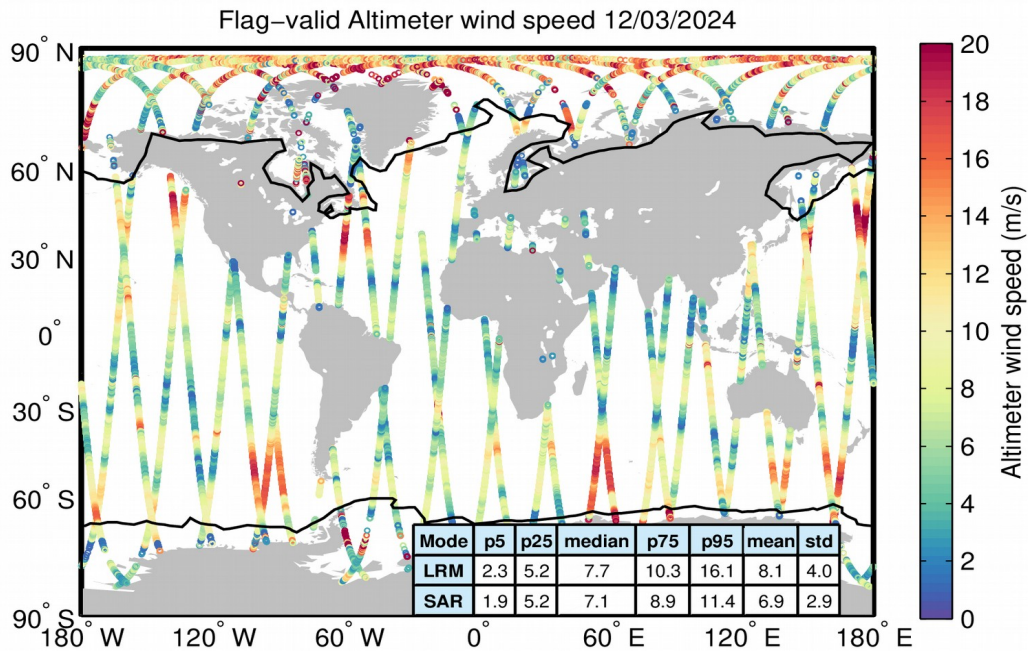 Flag−valid Altimeter wind speed 12/03/2024
90° N
60° N
30° N
0°
30° S
60° S
90° S
180° W 120° W 60° W 0° 60° E 120° E 180° E
Mode p5 p25 median p75 p95 mean std
LRM 2.3 5.2 7.7 10.3 16.1 8.1 4.0
SAR 1.9 5.2 7.1 8.9 11.4 6.9 2.9
20
18
16
14
12
10
8
6
4
2
0
Altimeter wind speed (m/s)